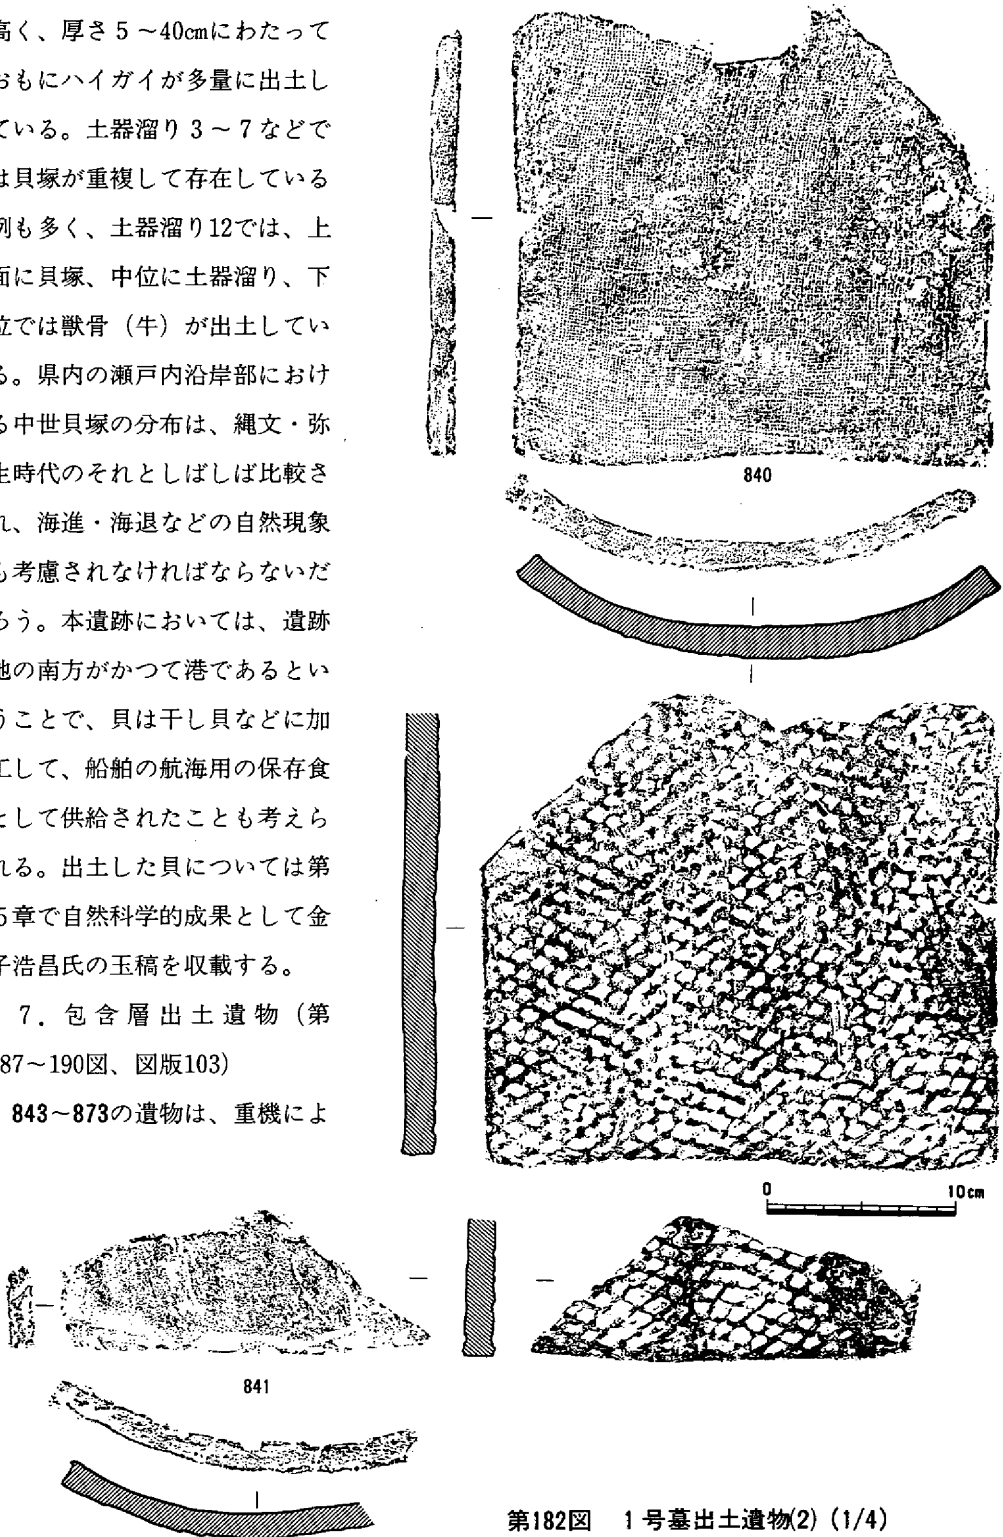 高く、厚さ5～40cmにわたって
おもにハイガイが多量に出土し
ている。土器溜り3～7などで
は貝塚が重複して存在している
例も多く、土器溜り12では、上
面に貝塚、中位に土器溜り、下
位では獣骨（牛）が出土してい
る。県内の瀬戸内沿岸部におけ
る中世貝塚の分布は、縄文・弥
生時代のそれとしばしば比較さ
れ、海進・海退などの自然現象
も考慮されなければならないだ
ろう。本遺跡においては、遺跡
地の南方がかつて港であるとい
うことで、貝は干し貝などに加
工して、船舶の航海用の保存食
として供給されたことも考えら
れる。出土した貝については第
5章で自然科学的成果として金
子浩昌氏の玉稿を収載する。
7．包含層出土遺物（第
87～190図、図版103）
843～873の遺物は、重機によ
840
0 10cm
841
第182図 1号墓出土遺物(2)（1/4）